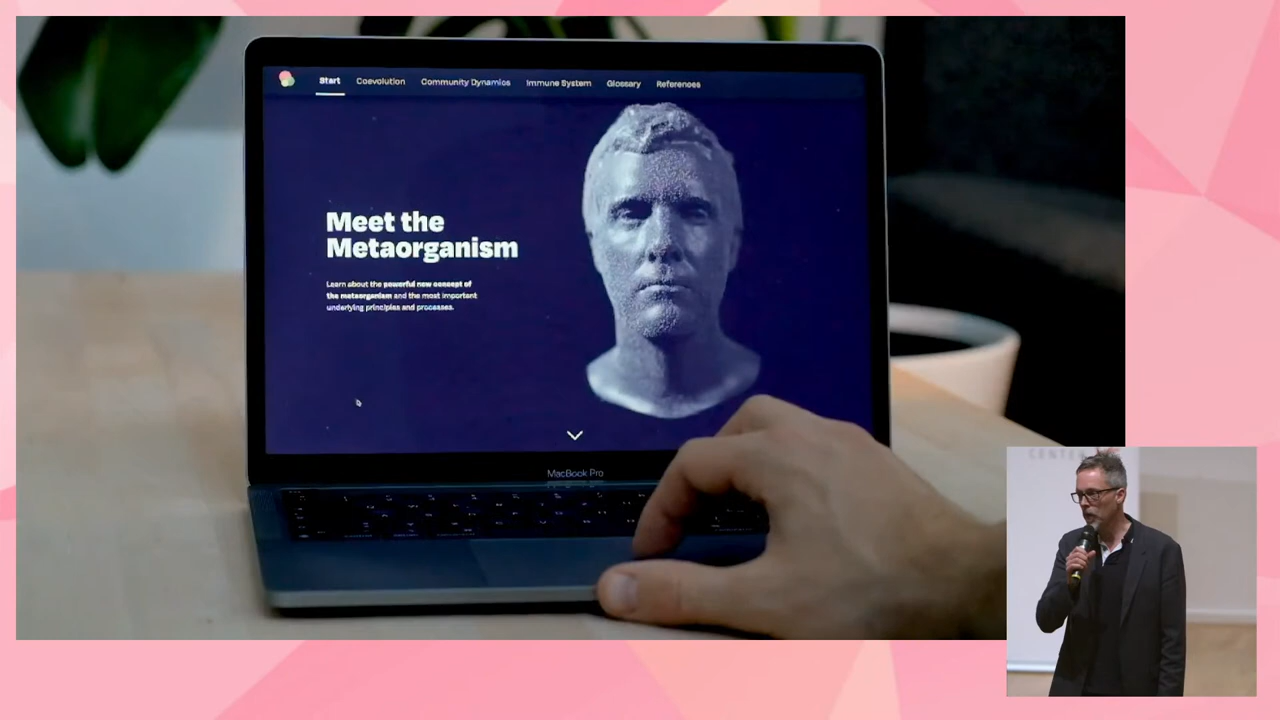 Start Coevolution Community Dynamics Immune System Glossary References
Meet the
Metaorganism
Learn about the powerful new concept of
the metaorganism and the most important
underlying principles and processes.
MacBook Pro
CENTE